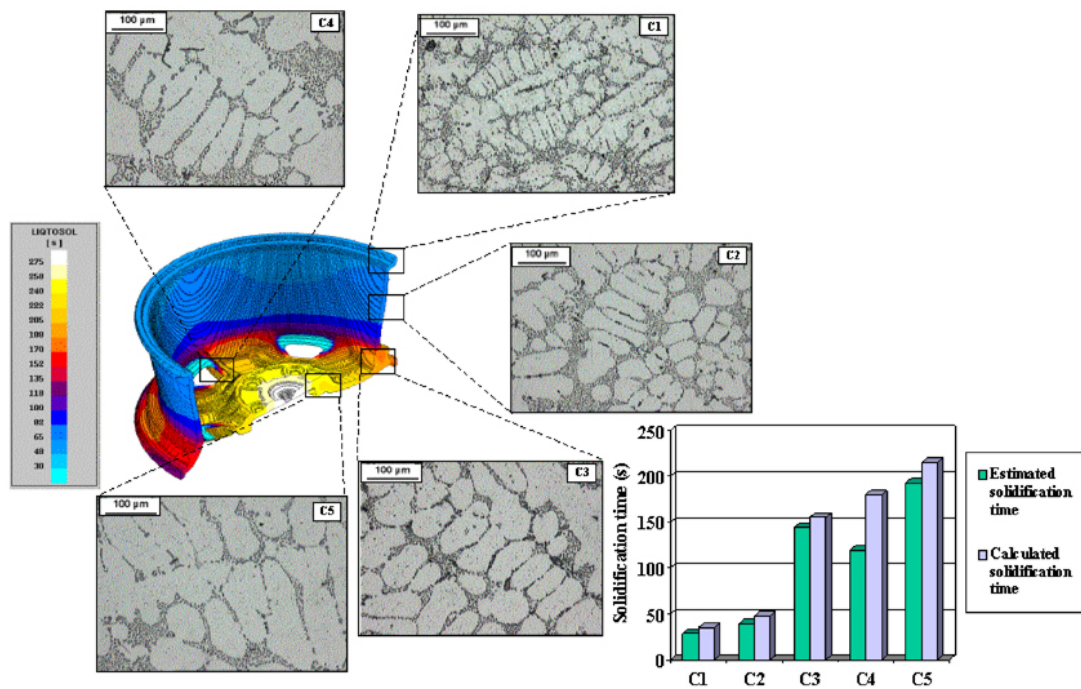 100 μm
C4
100 μm
C1
LIQTOSOL
[s]
275
250
240
222
205
180
170
152
135
118
100
82
65
48
30
100 μm
C2
100 μm
C5
100 μm
C3
Solidification time (s)
250
200
150
100
50
0
C1 C2 C3 C4 C5
Estimated
solidification
time
Calculated
solidification
time